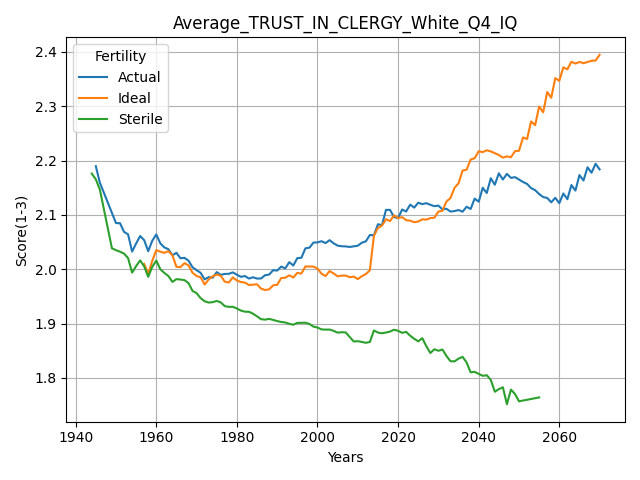 Average_TRUST_IN_CLERGY_White_Q4_IQ
Fertility
Actual
Ideal
Sterile
Score(1-3)
2.4
2.3
2.2
2.1
2.0
1.9
1.8
1940 1960 1980 2000 2020 2040 2060
Years